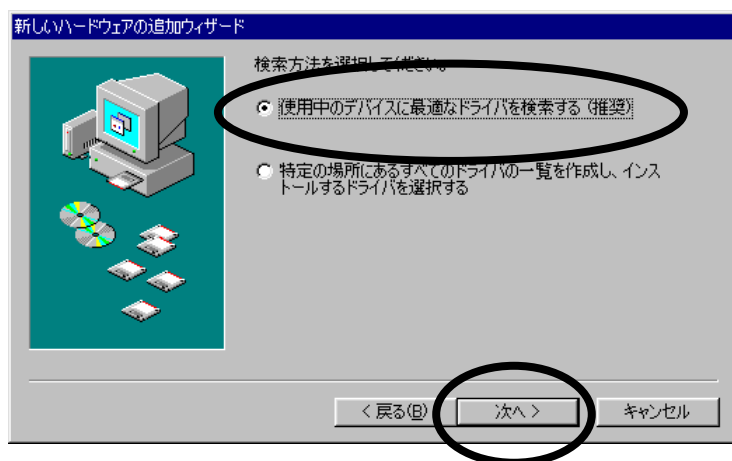 新しいハードウェアの追加ウィザード
検索方法を選択してください。
使用中のデバイスに最適なドライバを検索する (推奨)
特定の場所にあるすべてのドライバの一覧を作成し、インス
トールするドライバを選択する
< 戻る(B)
次へ >
キャンセル